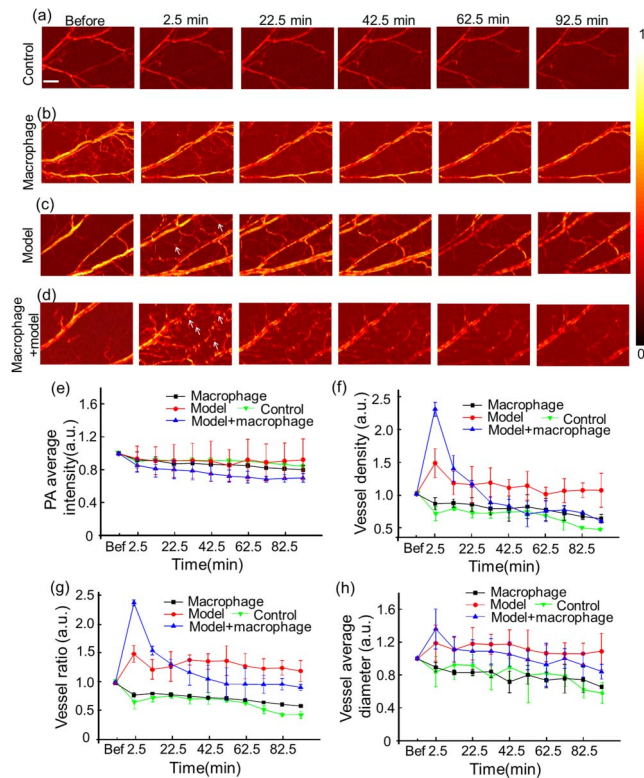 (a) Before 2.5 min 22.5 min 42.5 min 62.5 min 92.5 min
Control
1
(b)
Macrophage
(c)
Model
(d)
Macrophage
+model
0
(e)
1.6
1.2
0.8
0.4
0
PA average
intensity(a.u.)
Macrophage
Model Control
Model+macrophage
Bef 2.5 22.5 42.5 62.5 82.5
Time(min)
(f)
2.5
2.0
1.5
1.0
0.5
Vessel density (a.u.)
Macrophage
Model Control
Model+macrophage
Bef 2.5 22.5 42.5 62.5 82.5
Time(min)
(g)
2.5
2.0
1.5
1.0
0.5
0
Vessel ratio (a.u.)
Macrophage
Model Control
Model+macrophage
Bef 2.5 22.5 42.5 62.5 82.5
Time(min)
(h)
1.6
1.2
0.8
0.4
Vessel average
diameter(a.u.)
Macrophage
Model Control
Model+macrophage
Bef 2.5 22.5 42.5 62.5 82.5
Time(min)